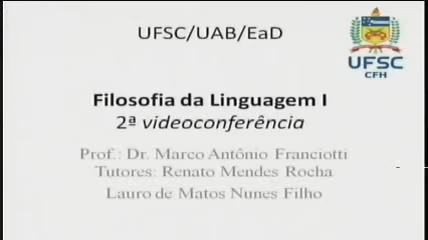 UFSC/UAB/EaD
UFSC
CFH
Filosofia da Linguagem I
2ª videoconferência
Prof.: Dr. Marco Antônio Franciotti
Tutores: Renato Mendes Rocha
Lauro de Matos Nunes Filho